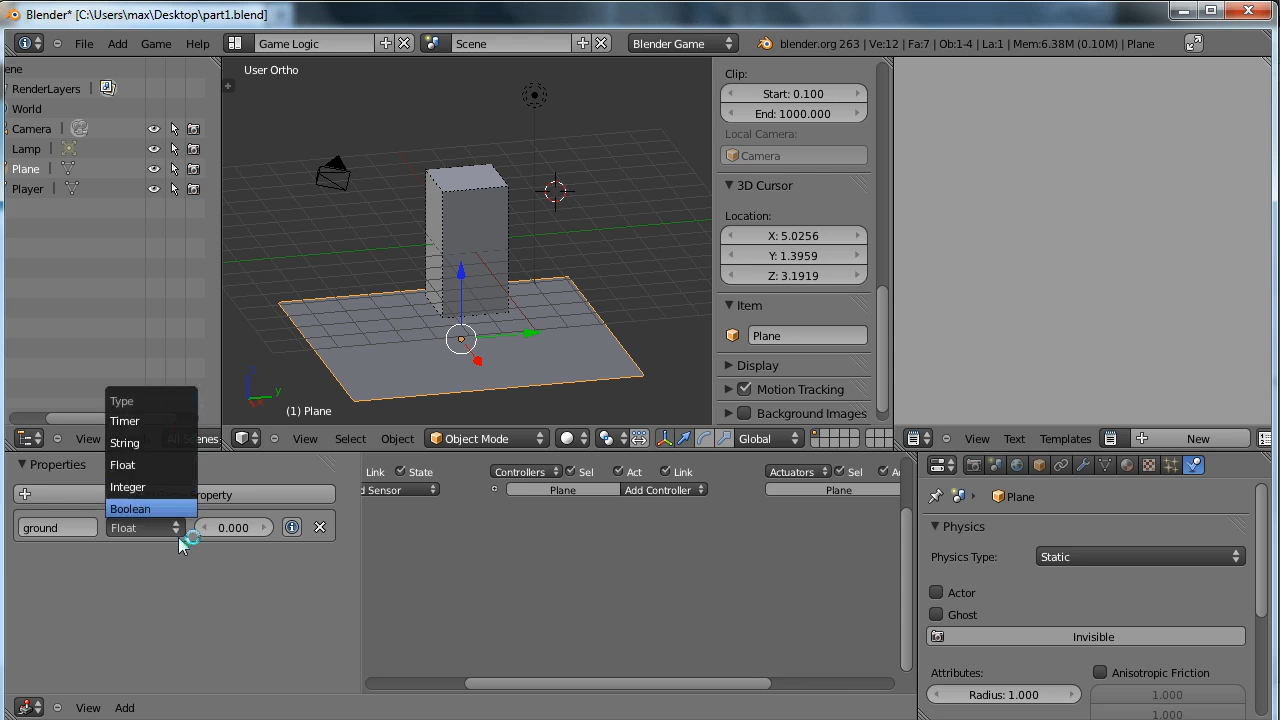 Blender* [C:\Users\max\Desktop\part1.blend]
File Add Game Help Game Logic Scene Blender Game blender.org 263 | Ve:12 | Fa:7 | Ob:1-4 | La:1 | Mem:6.38M (0.10M) | Plane
ene
RenderLayers |
World
Camera |
Lamp |
Plane |
Player |
View All Scenes
User Ortho
y
(1) Plane
View Select Object Object Mode Global
Clip:
Start: 0.100
End: 1000.000
Local Camera:
Camera
3D Cursor
Location:
X: 5.0256
Y: 1.3959
Z: 3.1919
Item
Plane
Display
Motion Tracking
Background Images
View Text Templates New
Properties
Property
Type
Timer
String
Float
Integer
Boolean
ground Float 0.000
Link State Controllers Sel Act Link Actuators Sel
d Sensor Plane Add Controller Plane
View Add
Plane
Physics
Physics Type: Static
Actor
Ghost
Invisible
Attributes: Anisotropic Friction
Radius: 1.000 1.000
1.000